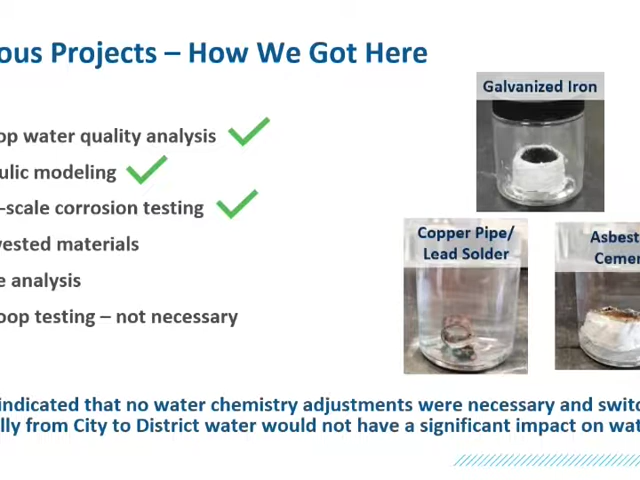 ous Projects – How We Got Here
op water quality analysis
ulic modeling
-scale corrosion testing
vested materials
e analysis
oop testing – not necessary
Galvanized Iron
Copper Pipe/
Lead Solder
Asbest
Cemen
indicated that no water chemistry adjustments were necessary and switc
lly from City to District water would not have a significant impact on wat